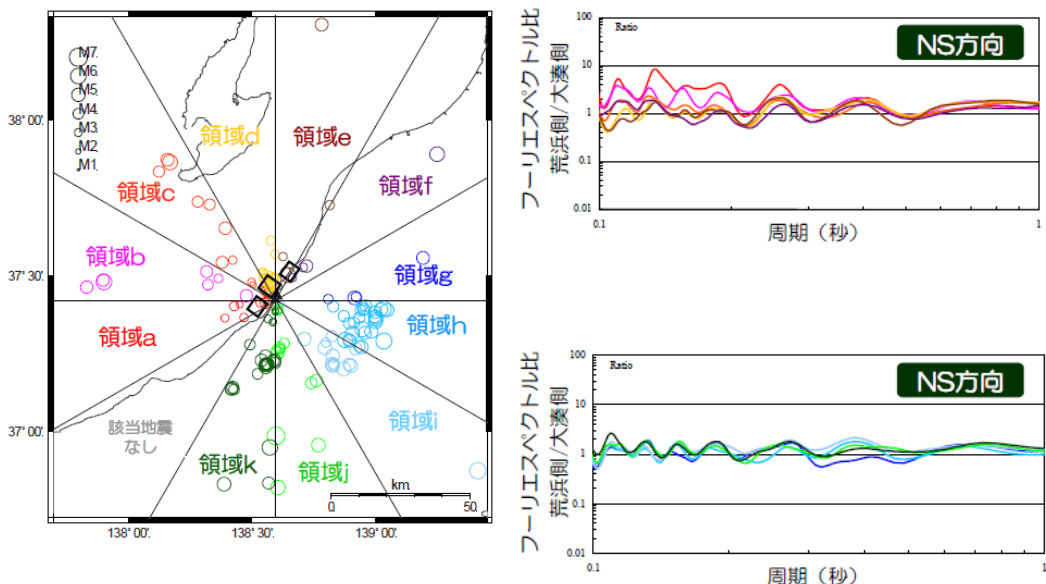 M7.
M6.
M5.
M4.
M3.
M2.
M1.
38° 00'.
37° 30'
37° 00'.
領域d
領域e
領域c
領域f
領域b
領域g
領域a
領域h
該当地震
なし
領域i
領域k
領域j
km.
0.
50.
138° 00'.
138° 30'.
139° 00'.
フーリエスペクトル比
荒浜側/大湊側
100
10
1
0.1
0.01
Ratio
NS方向
0.1
1
周期（秒）
フーリエスペクトル比
荒浜側/大湊側
100
10
1
0.1
0.01
Ratio
NS方向
0.1
1
周期（秒）